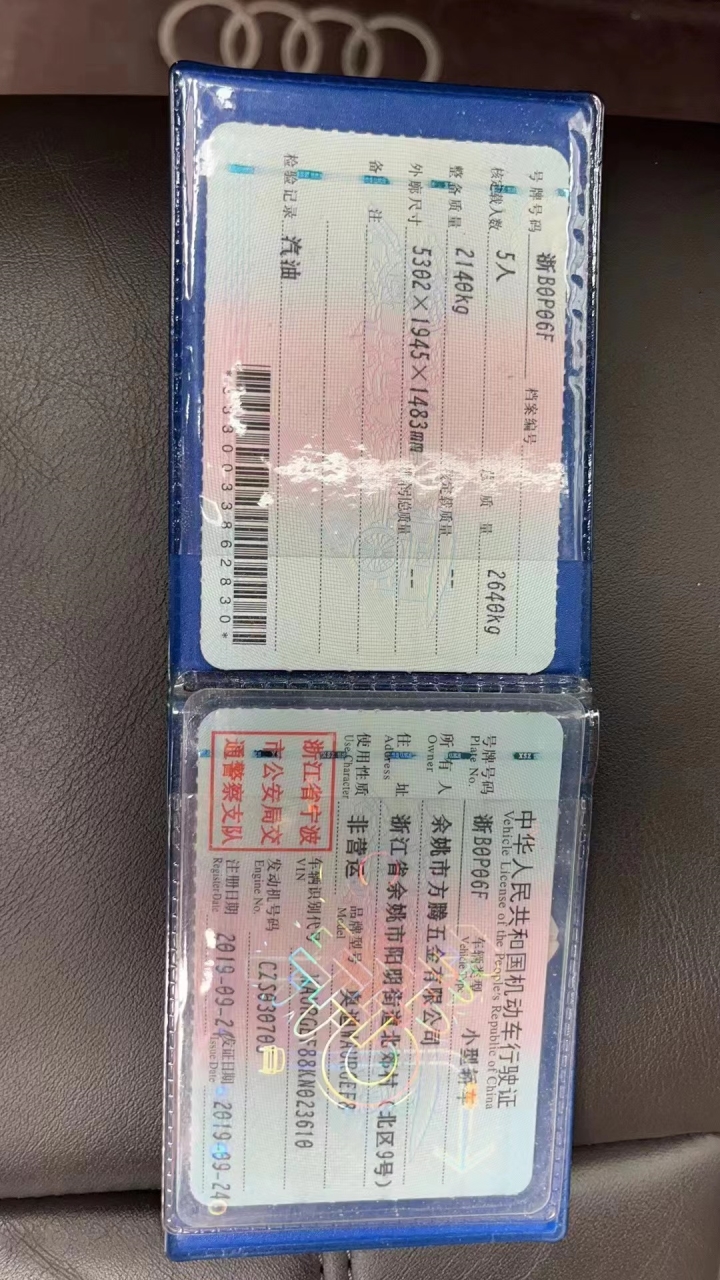 中华人民共和国机动车行驶证
Vehicle License of the People's Republic of China
号牌号码 浙B0P06F 车辆类型 小型轿车
Plate No. Vehicle Type
所有人 余姚市方腾五金有限公司
Owner
住址 浙江省余姚市阳明街道北郊村(北区9号)
Address
使用性质 非营运 品牌型号 奥迪
Use Character Model
浙江省宁波
市公安局交
通警察支队
车辆识别代号
VIN
发动机号码 CZS03070
Engine No.
注册日期 2019-09-24 发证日期 2019-09-24
Register Date Issue Date
号牌号码 浙B0P06F 档案编号
核定载人数 5人 总质量 2640kg
整备质量 2140kg 核定载质量 --
外廓尺寸 5302×1945×1483mm 总质量 --
备注
检验记录 汽油